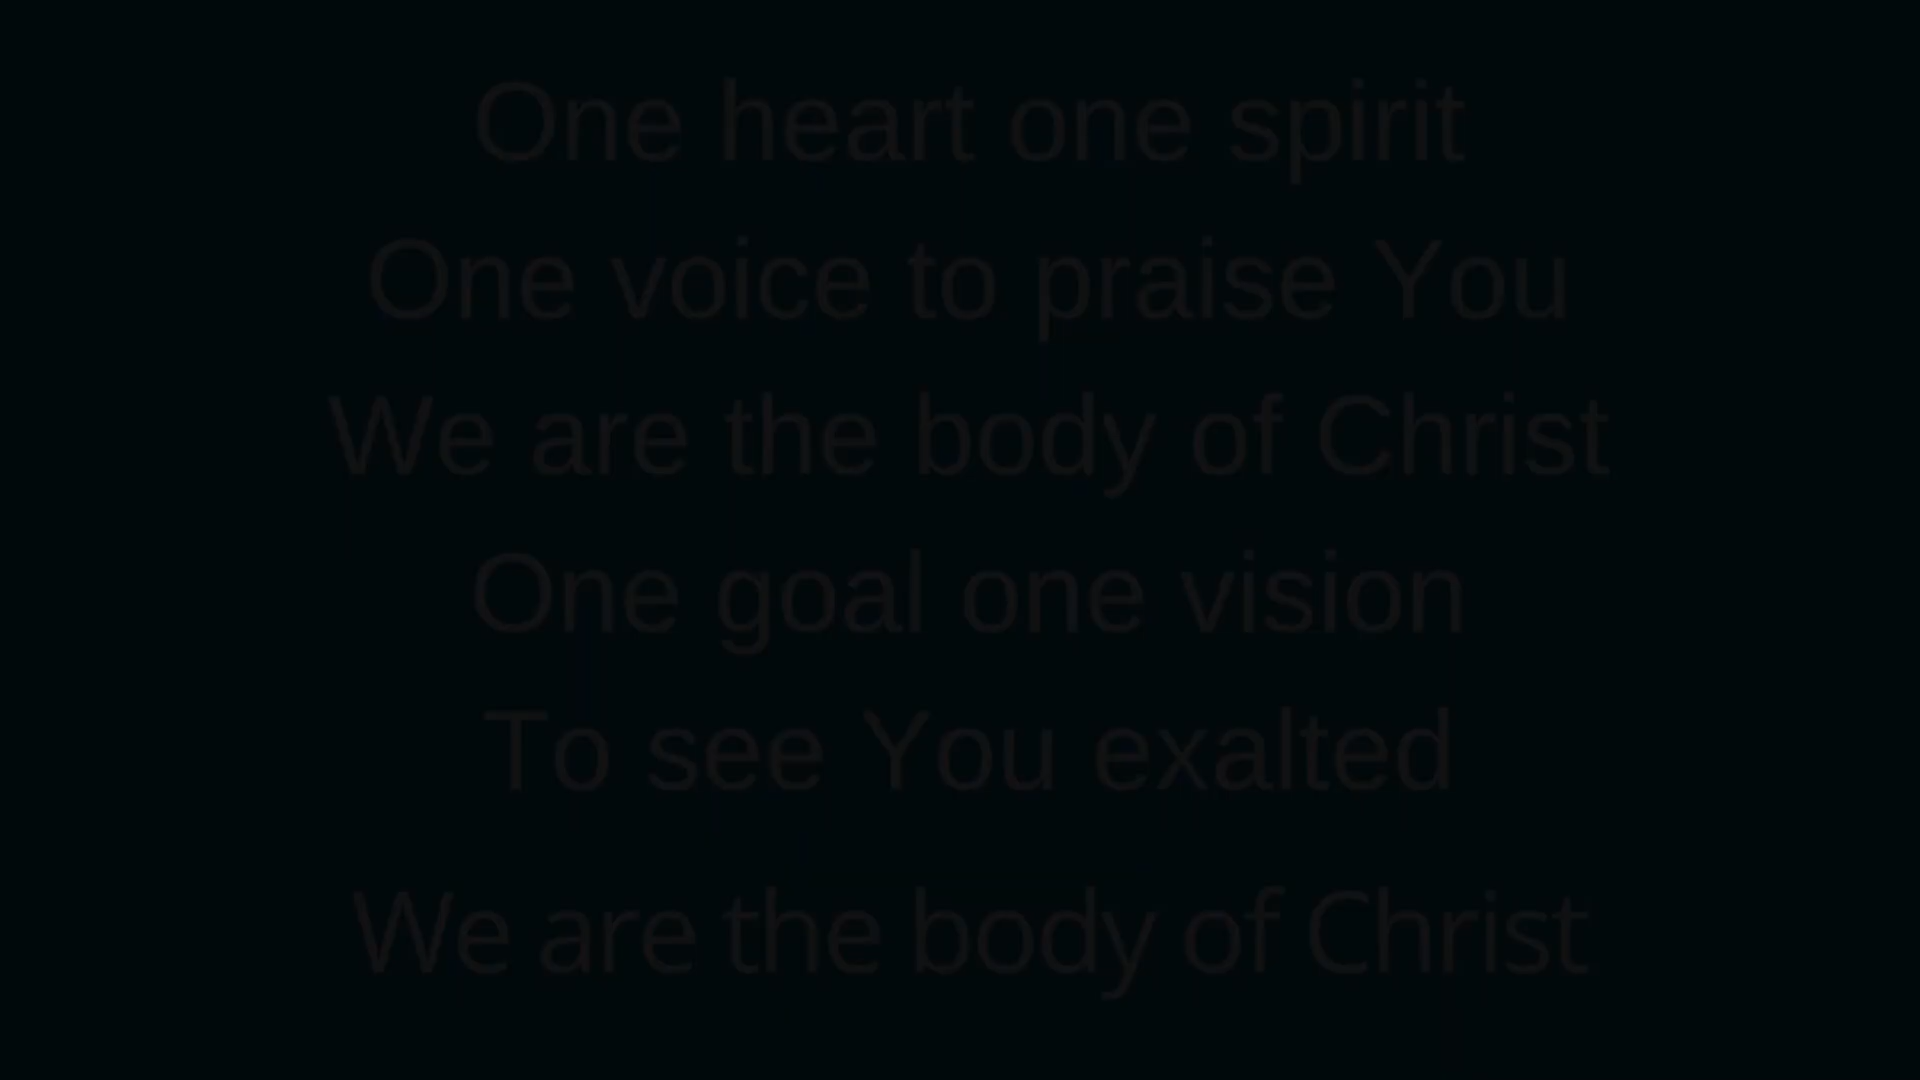 One heart one spirit
One voice to praise You
We are the body of Christ
One goal one vision
To see You exalted
We are the body of Christ